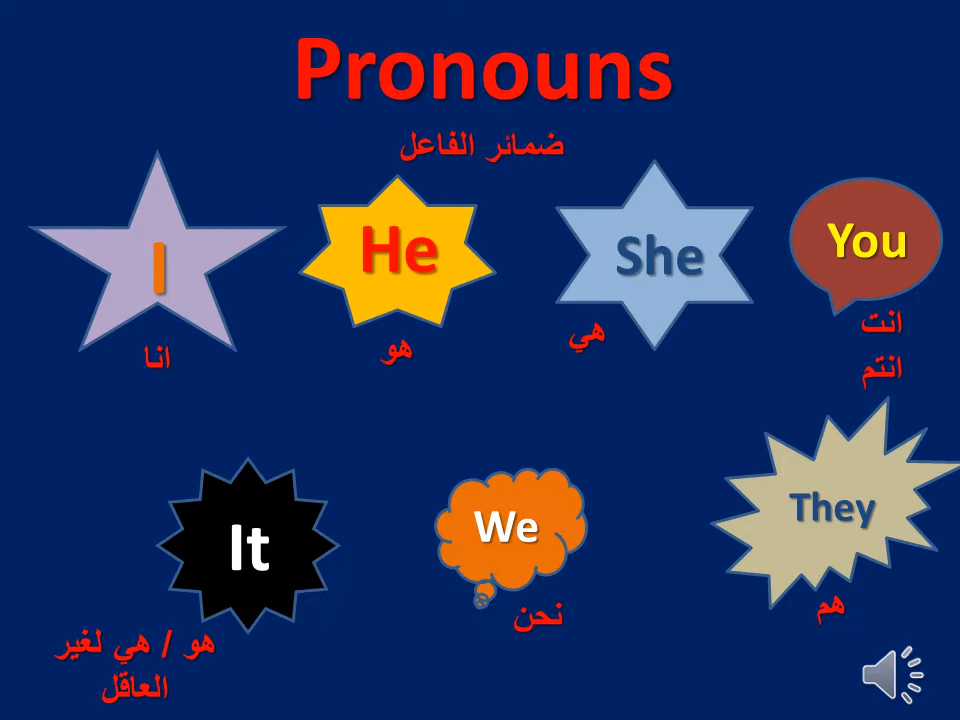 Pronouns
ضمائر الفاعل
I
He
She
You
انا
هو
هي
انت
انتم
It
We
They
هو / هي لغير
العاقل
نحن
هم